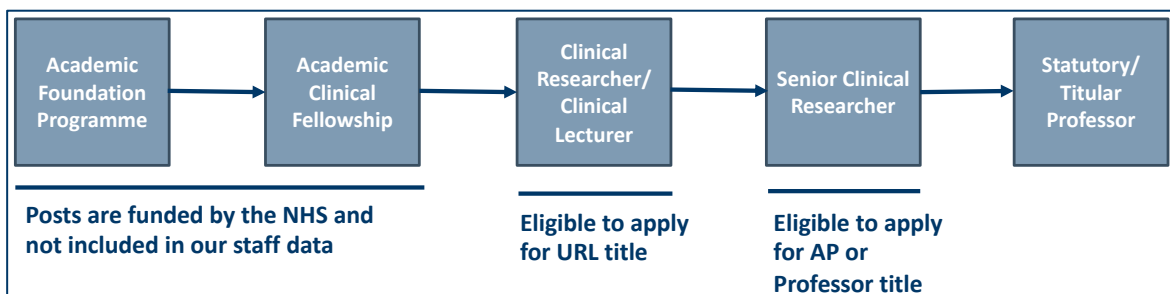 Academic
Foundation
Programme
Academic
Clinical
Fellowship
Clinical
Researcher/
Clinical
Lecturer
Senior Clinical
Researcher
Statutory/
Titular
Professor
Posts are funded by the NHS and
not included in our staff data
Eligible to apply
for URL title
Eligible to apply
for AP or
Professor title